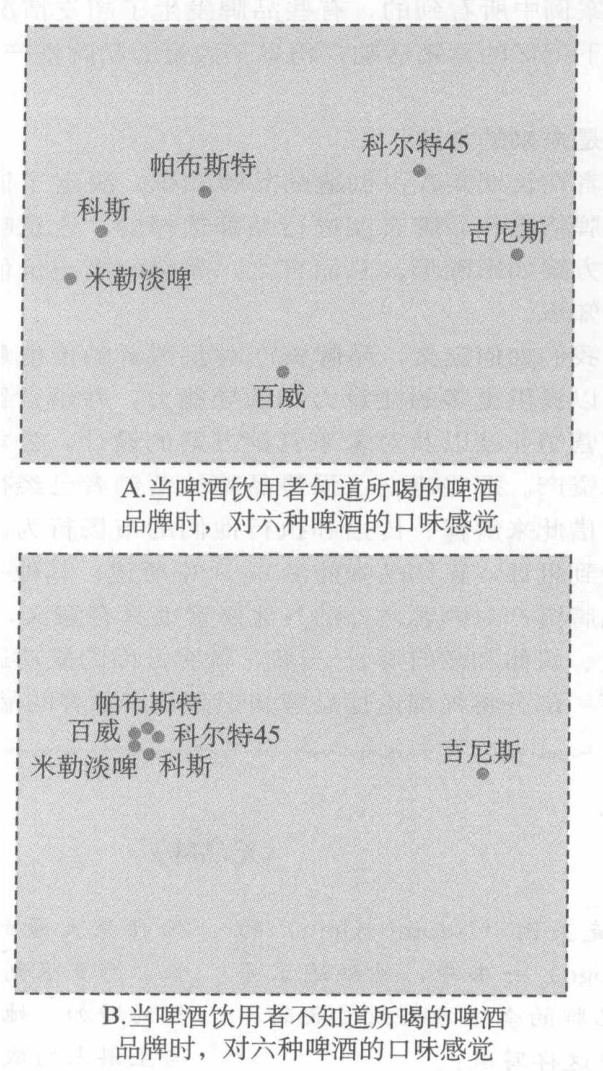 科尔特45
帕布斯特
科斯
吉尼斯
米勒淡啤
百威
A.当啤酒饮用者知道所喝的啤酒
品牌时，对六种啤酒的口味感觉
帕布斯特
百威 科尔特45
米勒淡啤 科斯
吉尼斯
B.当啤酒饮用者不知道所喝的啤酒
品牌时，对六种啤酒的口味感觉